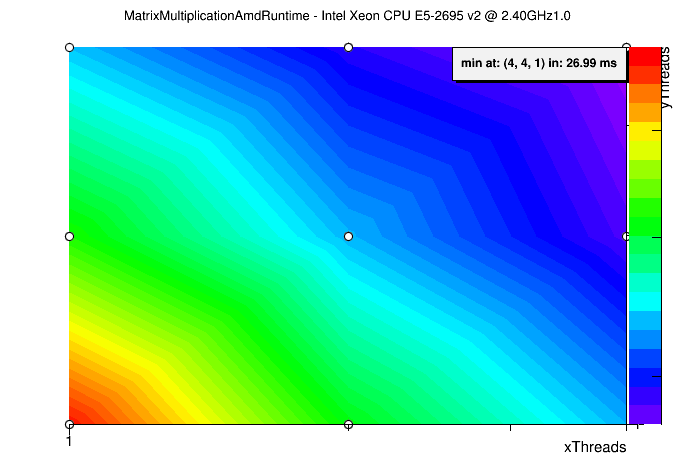 MatrixMultiplicationAmdRuntime - Intel Xeon CPU E5-2695 v2 @ 2.40GHz1.0
min at: (4, 4, 1) in: 26.99 ms
yThreads
1
xThreads